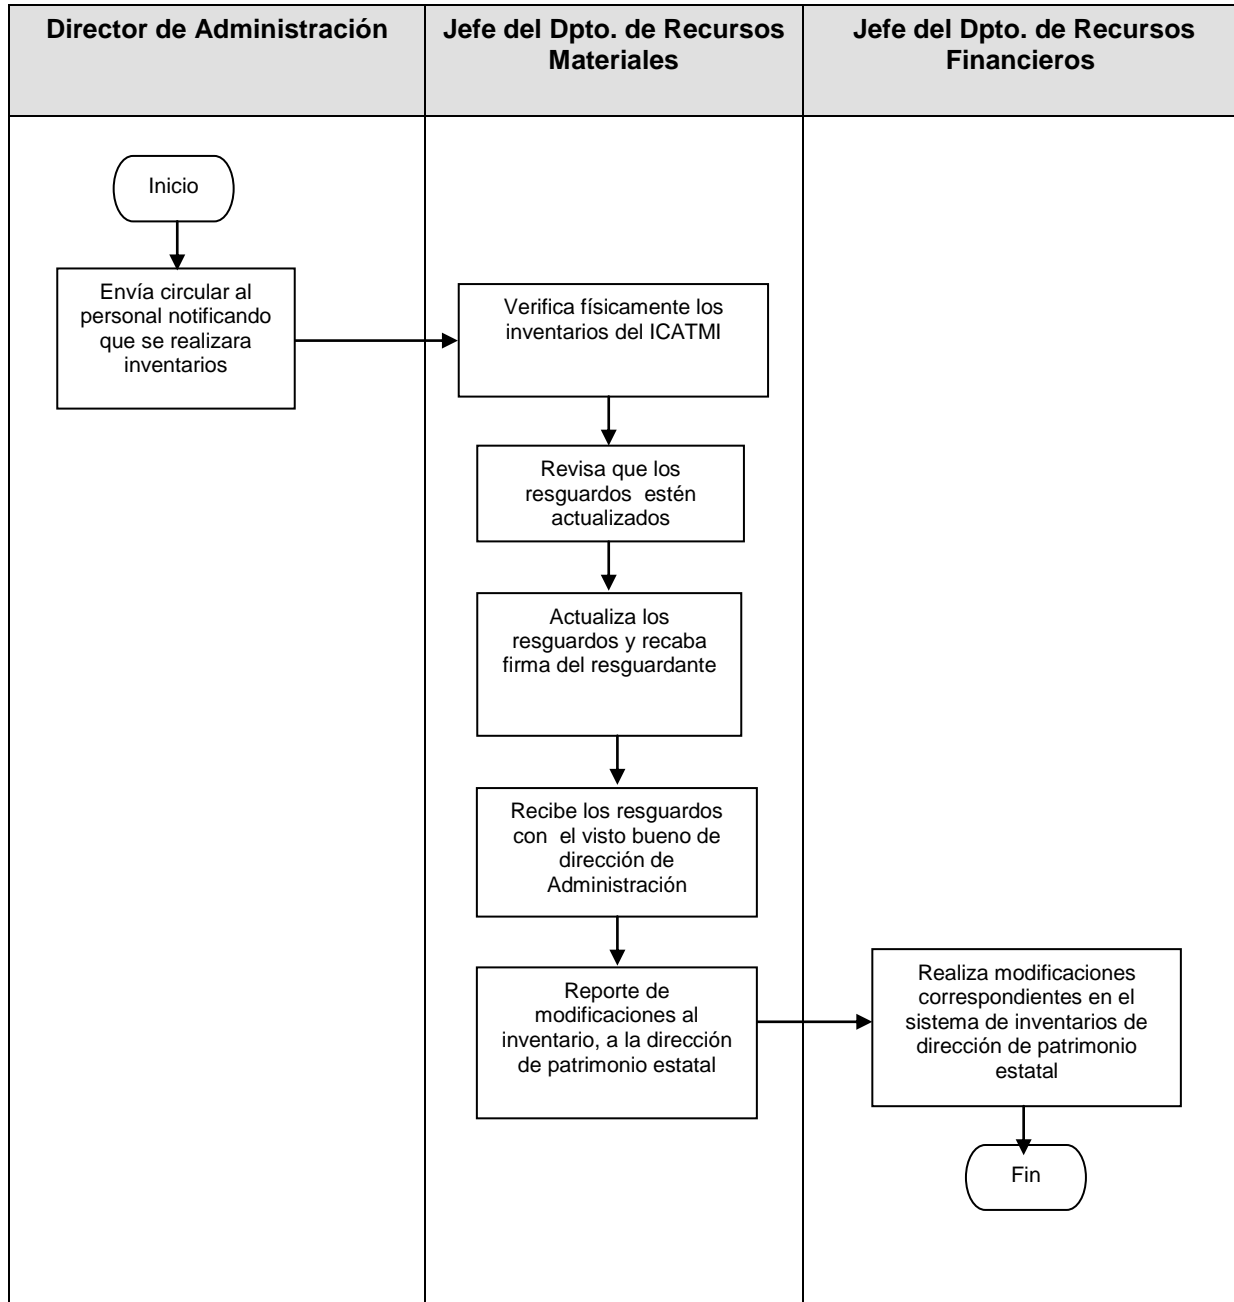 Director de Administración
Jefe del Dpto. de Recursos
Materiales
Jefe del Dpto. de Recursos
Financieros
Inicio
Envía circular al
personal notificando
que se realizara
inventarios
Verifica físicamente los
inventarios del ICATMI
Revisa que los
resguardos estén
actualizados
Actualiza los
resguardos y recaba
firma del resguardante
Recibe los resguardos
con el visto bueno de
dirección de
Administración
Reporte de
modificaciones al
inventario, a la dirección
de patrimonio estatal
Realiza modificaciones
correspondientes en el
sistema de inventarios de
dirección de patrimonio
estatal
Fin